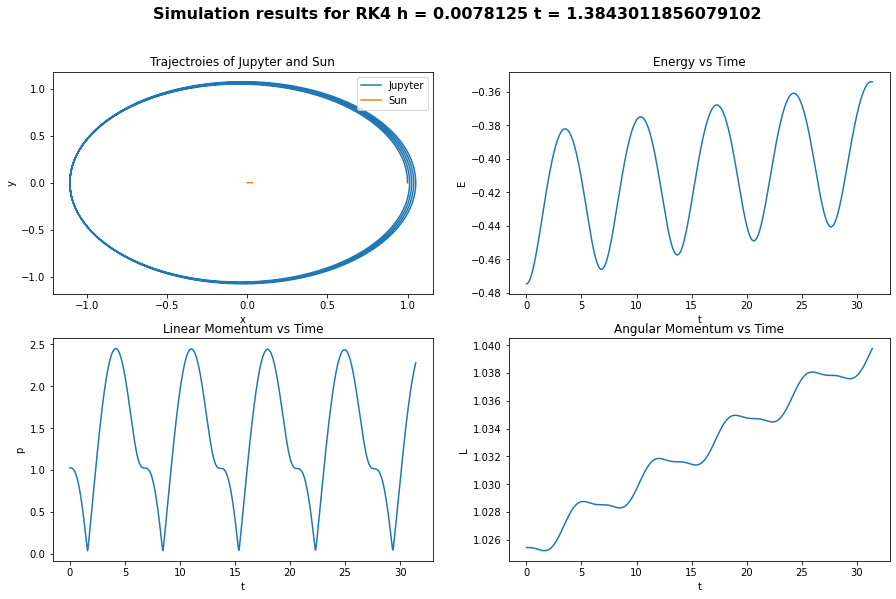 Simulation results for RK4 h = 0.0078125 t = 1.3843011856079102
Trajectroies of Jupyter and Sun
1.0
0.5
0.0
−0.5
−1.0
y
−1.0 −0.5 0.0 0.5 1.0
x
Jupyter
Sun
Energy vs Time
−0.36
−0.38
−0.40
−0.42
−0.44
−0.46
−0.48
E
0 5 10 15 20 25 30
t
Linear Momentum vs Time
2.5
2.0
1.5
1.0
0.5
0.0
p
0 5 10 15 20 25 30
t
Angular Momentum vs Time
1.040
1.038
1.036
1.034
1.032
1.030
1.028
1.026
L
0 5 10 15 20 25 30
t